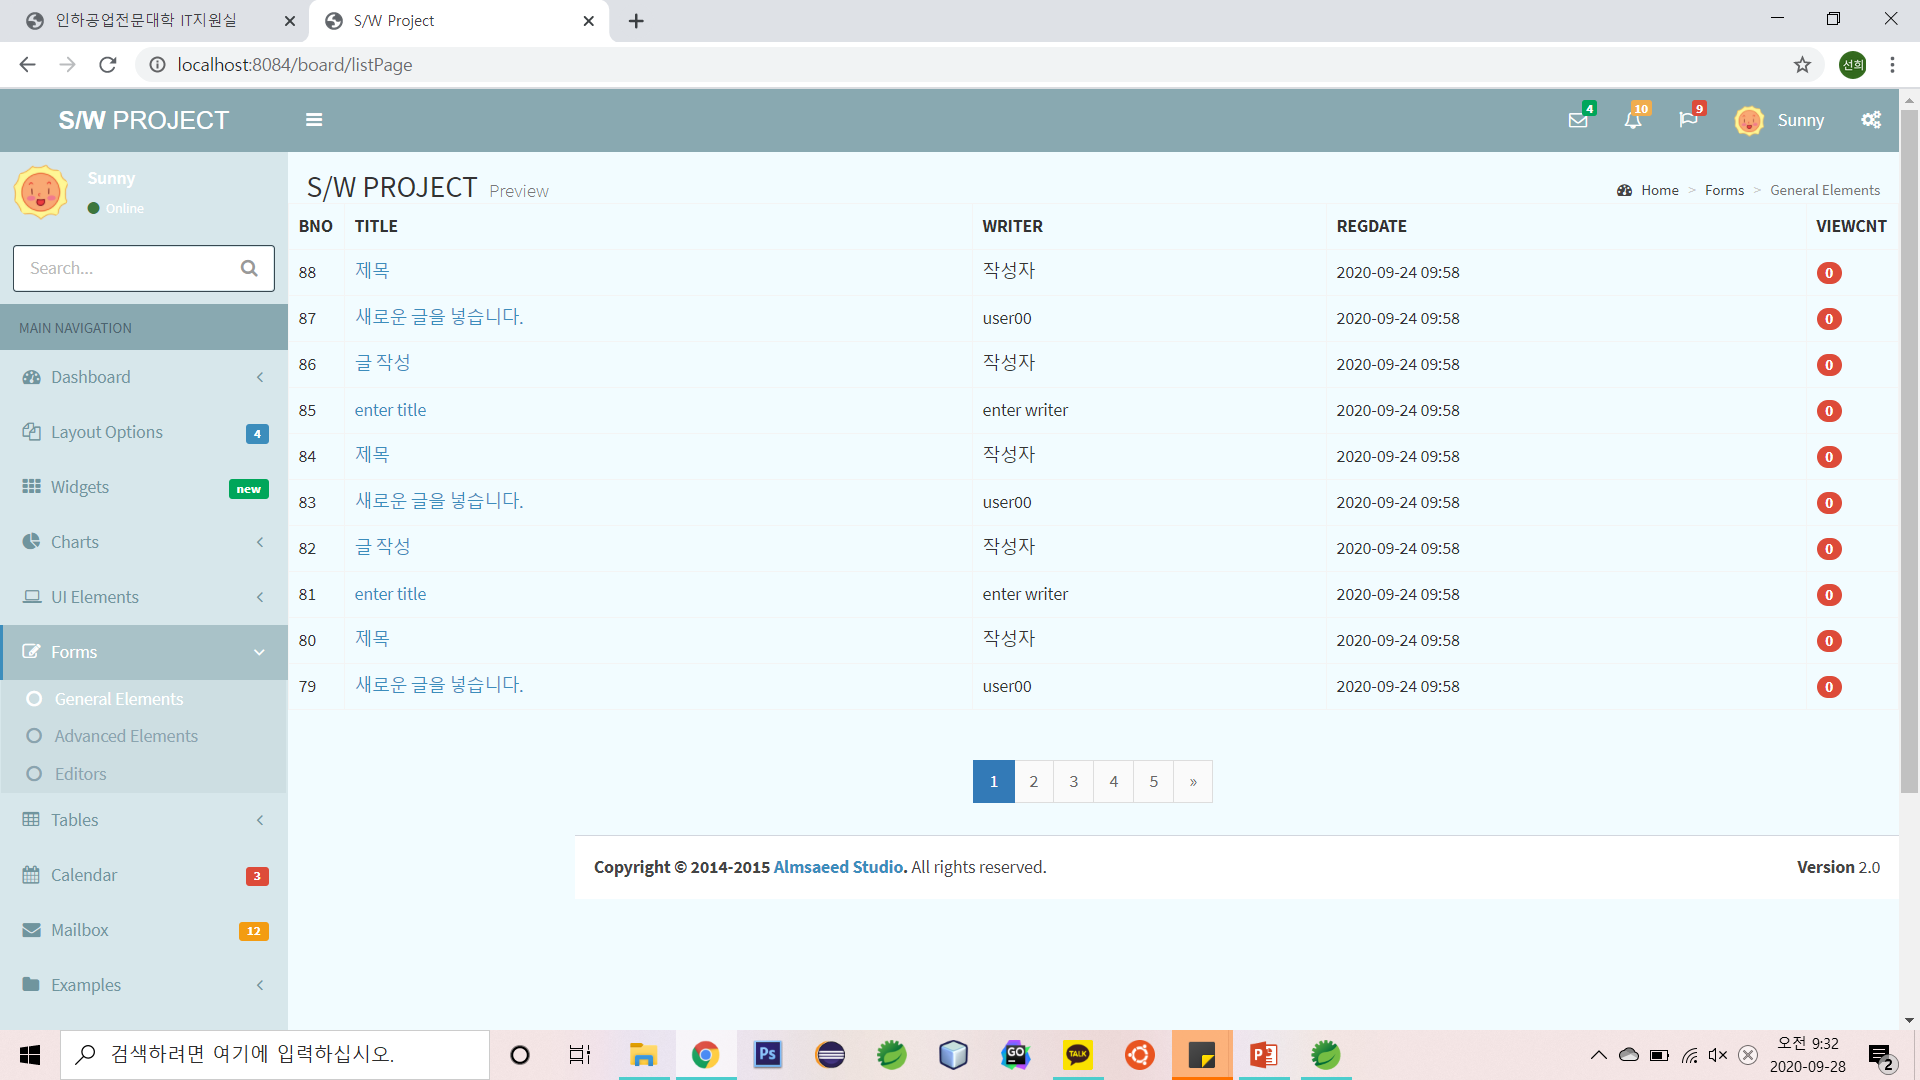 인하공업전문대학 IT지원실
S/W Project
localhost:8084/board/listPage
선희
S/W PROJECT
4
10
9
Sunny
Sunny
Online
S/W PROJECT Preview
Home > Forms > General Elements
Search...
MAIN NAVIGATION
Dashboard
Layout Options 4
Widgets new
Charts
UI Elements
Forms
General Elements
Advanced Elements
Editors
Tables
Calendar 3
Mailbox 12
Examples
BNO TITLE WRITER REGDATE VIEWCNT
88 제목 작성자 2020-09-24 09:58 0
87 새로운 글을 넣습니다. user00 2020-09-24 09:58 0
86 글 작성 작성자 2020-09-24 09:58 0
85 enter title enter writer 2020-09-24 09:58 0
84 제목 작성자 2020-09-24 09:58 0
83 새로운 글을 넣습니다. user00 2020-09-24 09:58 0
82 글 작성 작성자 2020-09-24 09:58 0
81 enter title enter writer 2020-09-24 09:58 0
80 제목 작성자 2020-09-24 09:58 0
79 새로운 글을 넣습니다. user00 2020-09-24 09:58 0
1 2 3 4 5 »
Copyright © 2014-2015 Almsaeed Studio. All rights reserved.
Version 2.0
검색하려면 여기에 입력하십시오.
Ps
GO
TALK
P
오전 9:32
2020-09-28
2